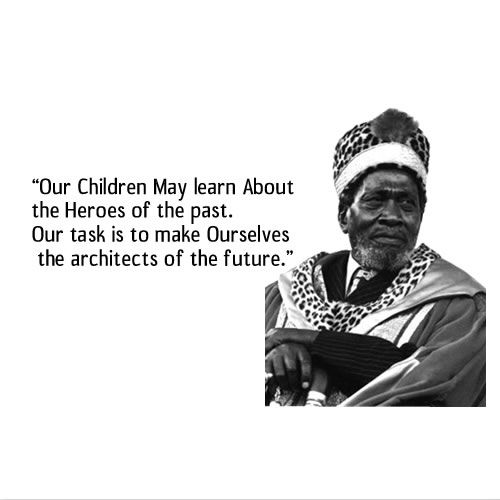 “Our Children May learn About
the Heroes of the past.
Our task is to make Ourselves
the architects of the future.”